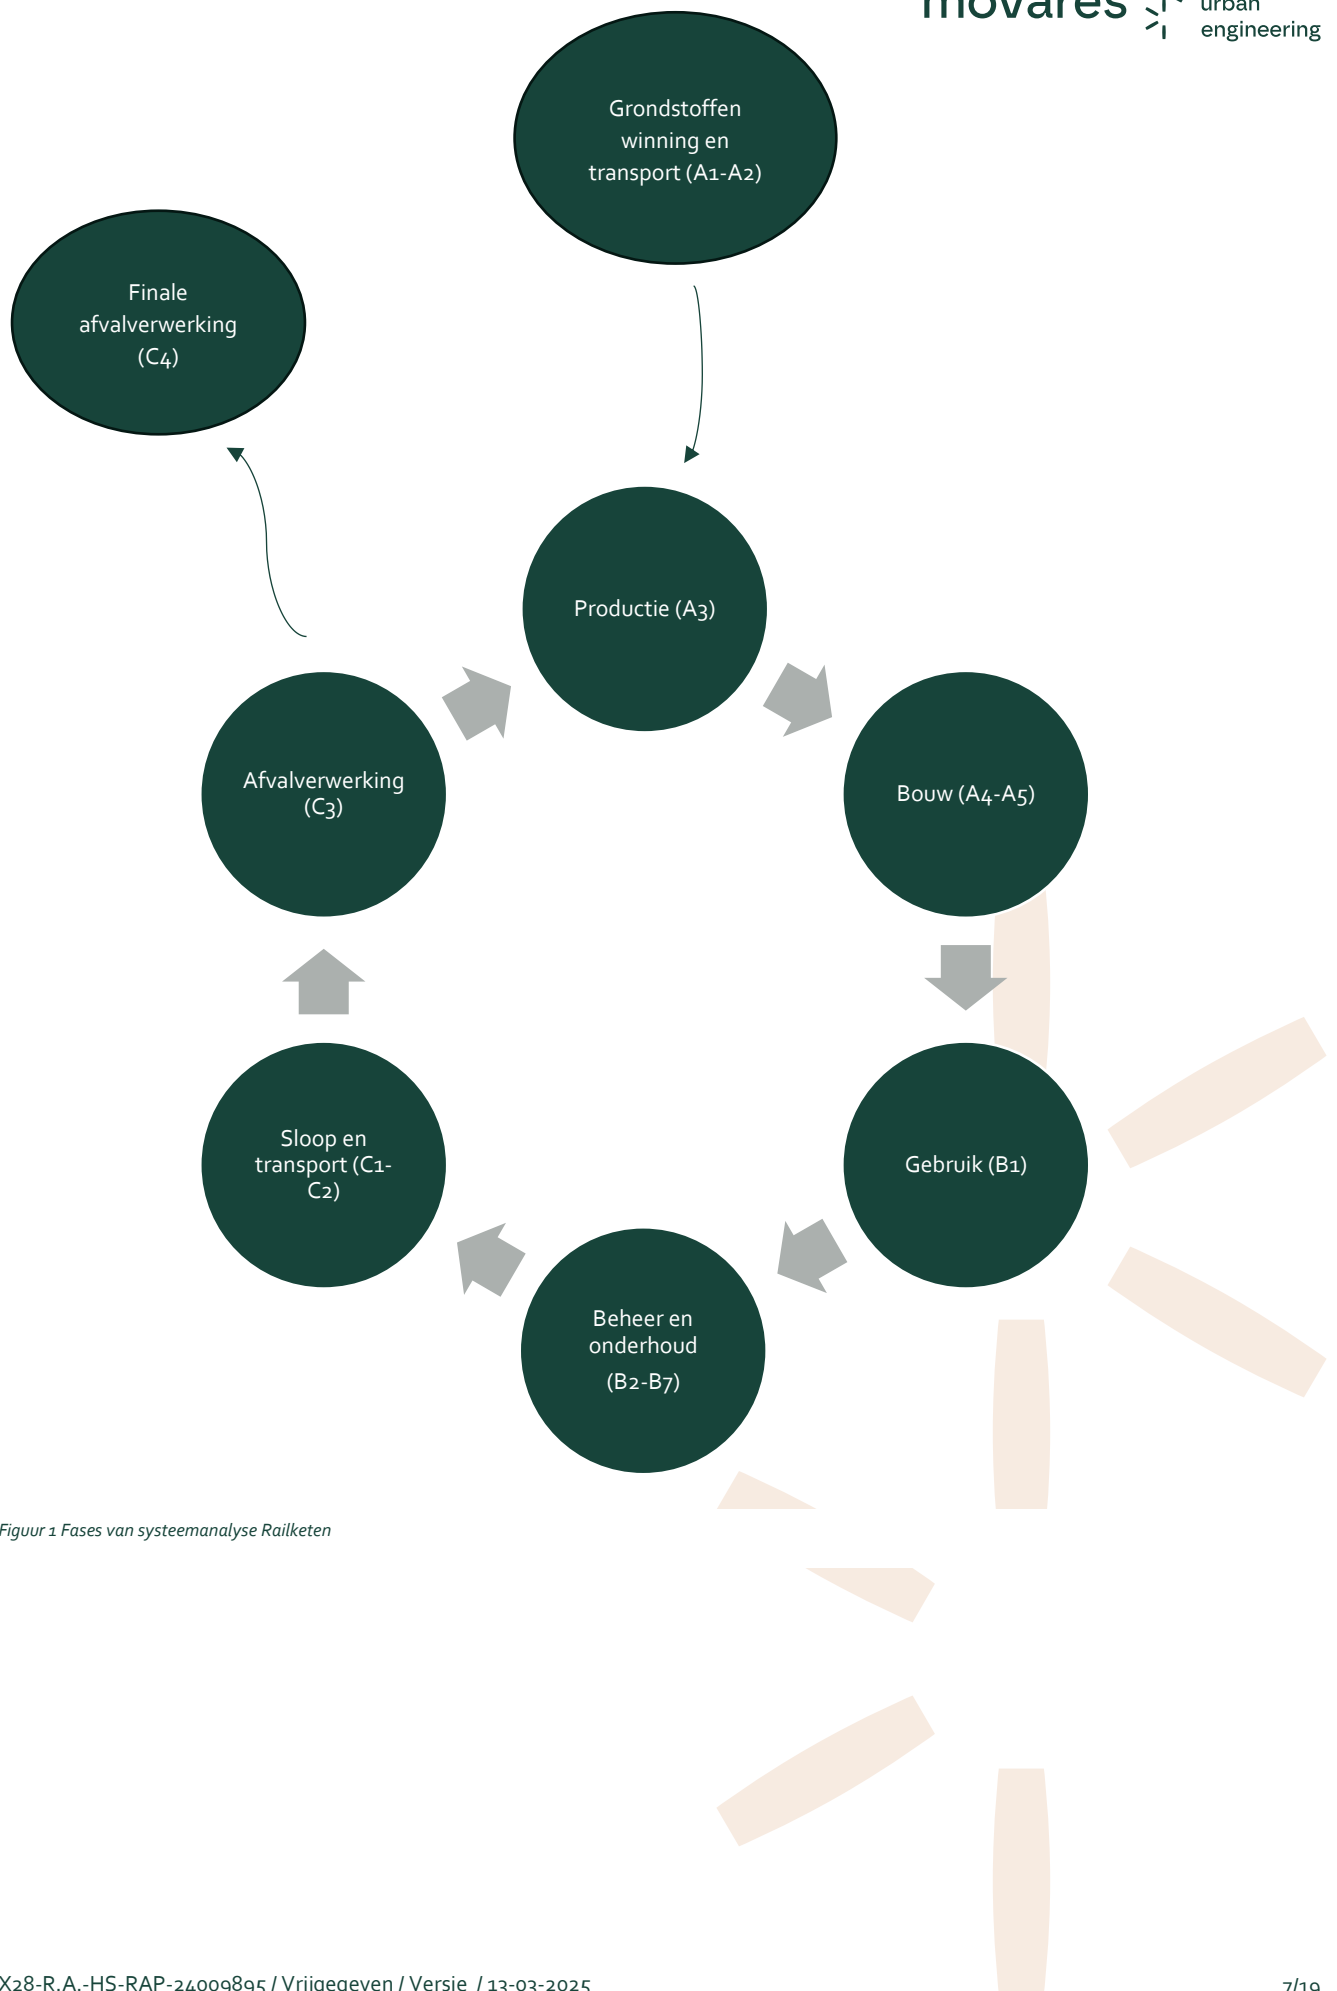 movares
urban
engineering
Grondstoffen
winning en
transport (A1-A2)
Finale
afvalverwerking
(C4)
Productie (A3)
Afvalverwerking
(C3)
Bouw (A4-A5)
Sloop en
transport (C1-
C2)
Gebruik (B1)
Beheer en
onderhoud
(B2-B7)
Figuur 1 Fases van systeemanalyse Railketen
X28-R.A.-HS-RAP-24009895 / Vrijgegeven / Versie / 13-03-2025
7/19